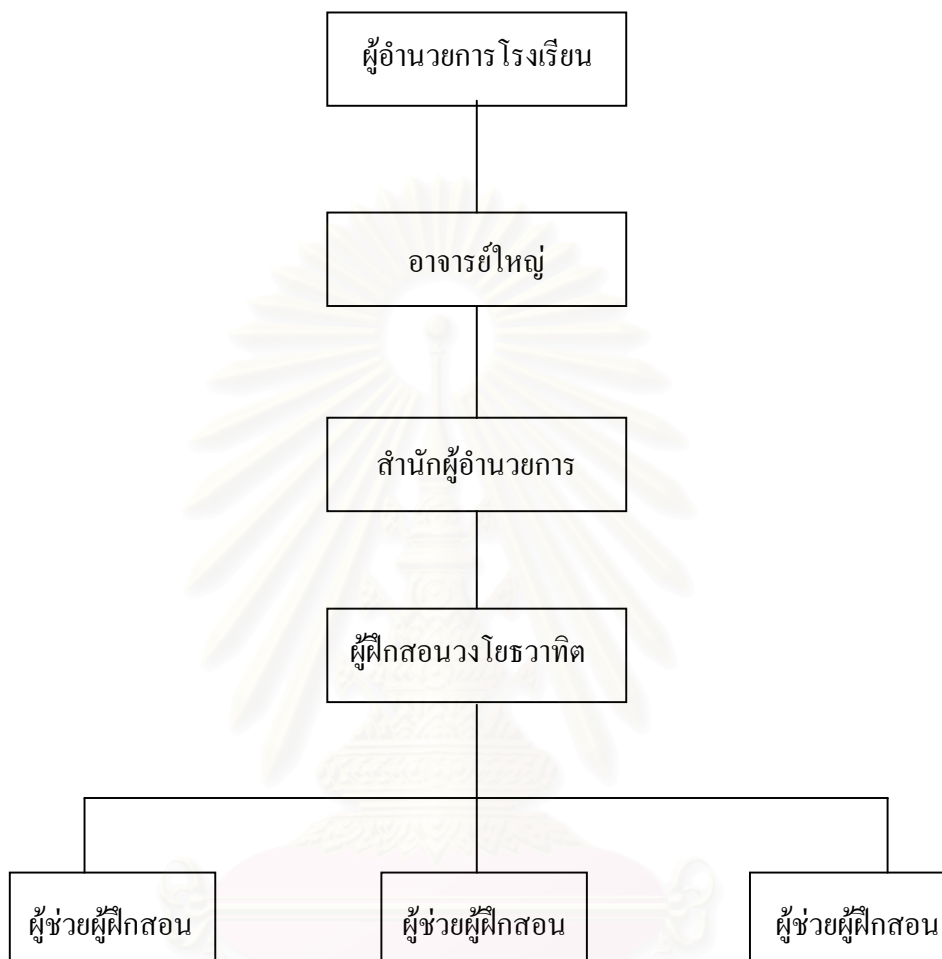 ผู้อำนวยการโรงเรียน
อาจารย์ใหญ่
สำนักผู้อำนวยการ
ผู้ฝึกสอนวงโยธวาทิต
ผู้ช่วยผู้ฝึกสอน ผู้ช่วยผู้ฝึกสอน ผู้ช่วยผู้ฝึกสอน